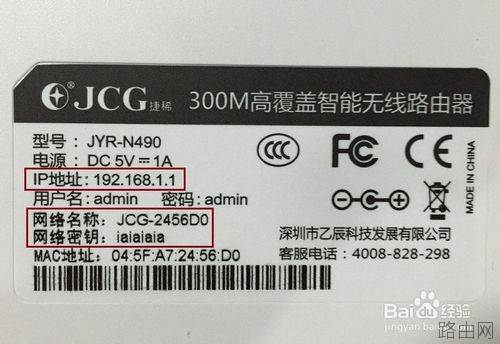 JCG捷稀 300M高覆盖智能无线路由器
型号: JYR-N490
电源: DC 5V⎓1A
IP地址: 192.168.1.1
用户名: admin 密码: admin
网络名称: JCG-2456D0
网络密钥: iaiaiaia
MAC地址: 04:5F:A7:24:56:D0
CCC FC CE
MADE IN CHINA
深圳市乙辰科技发展有限公司
客服电话: 4008-828-298
Baidu 经验
jingyan.baidu.com
路由网